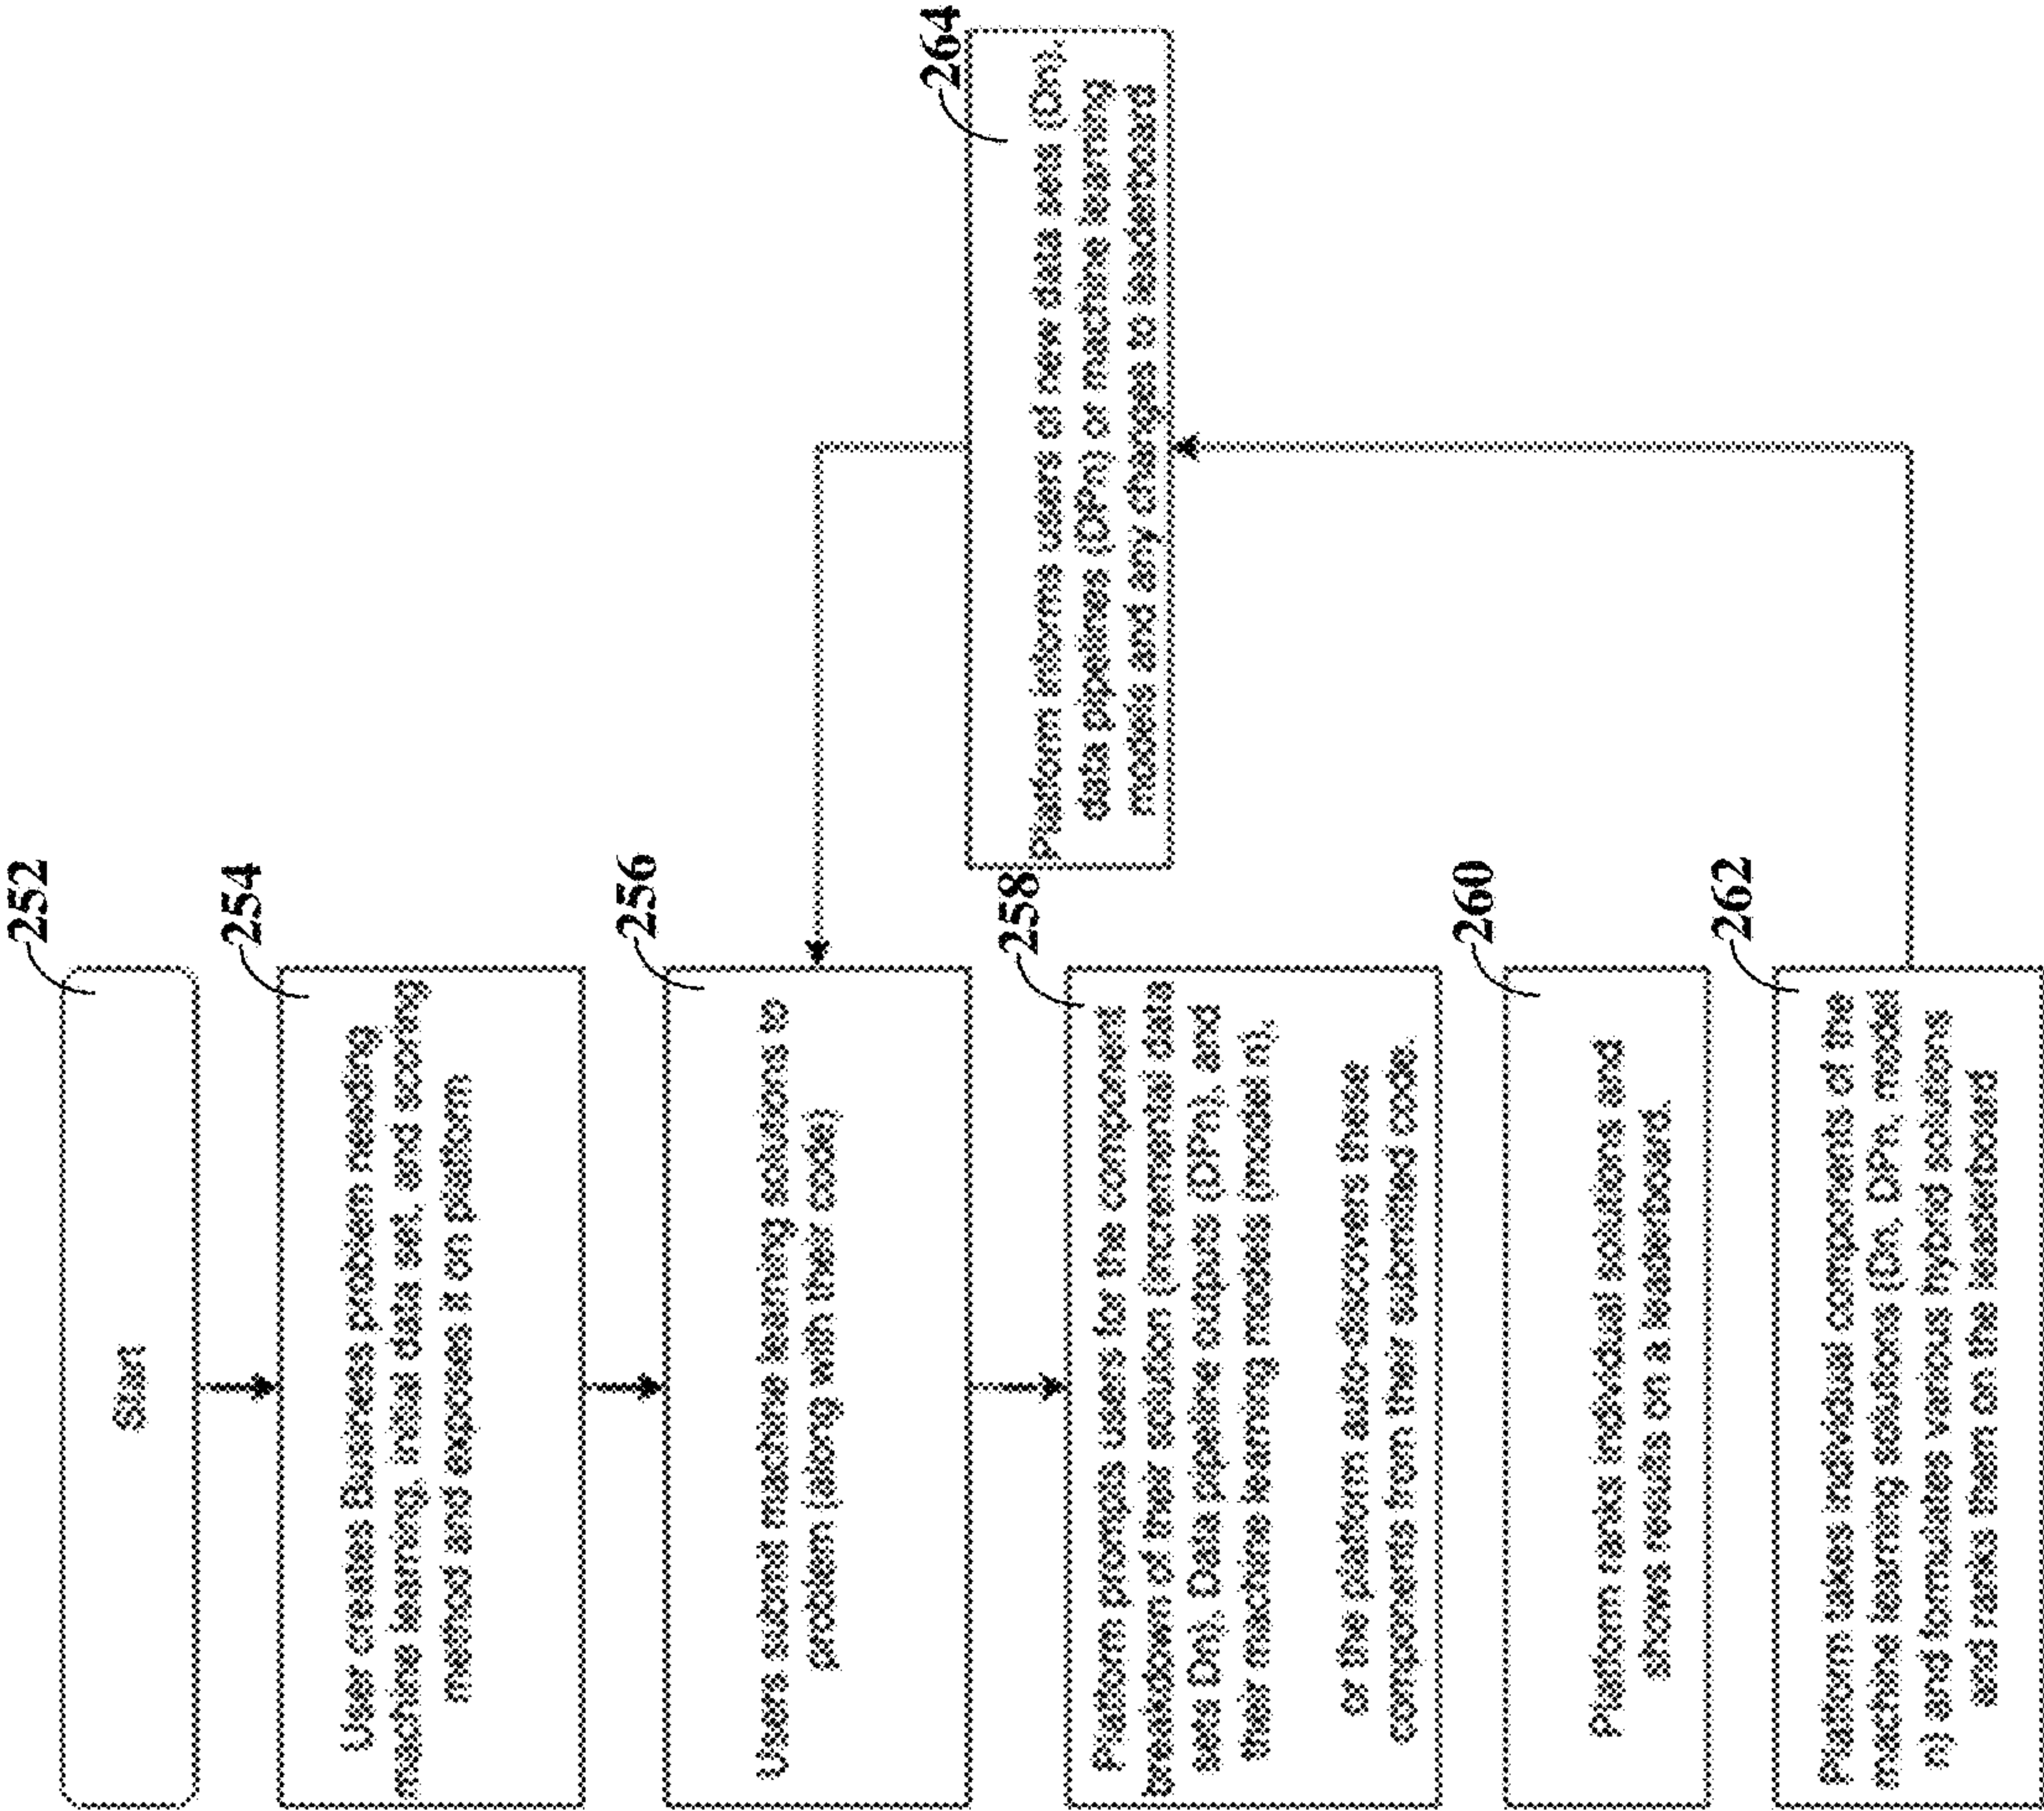 252
Start
254
User creates Business problem needing
machine learning, initial data set, and scoring
method and exposes it on platform
256
Users submit machine learning solutions to
problem (along with their code)
258
Platform prompts users for the component
breakdown of their solution (incremental data
sets Dn), Data pipeline outputs (DPn), and
their machine learning models (model n),
or the platform auto-discovers these
components from their submitted code.
260
Platform ranks individual solutions and
shows results on a leaderboard.
262
Platform takes individual components of the
machine learning solutions (Dn, DPn, model
n) and formulates various hybrid solutions
and ranks them on the leaderboard
264
Platform informs users of new data sets (Dn),
data pipelines (DPn) or machine learning
models and any changes to leaderboard